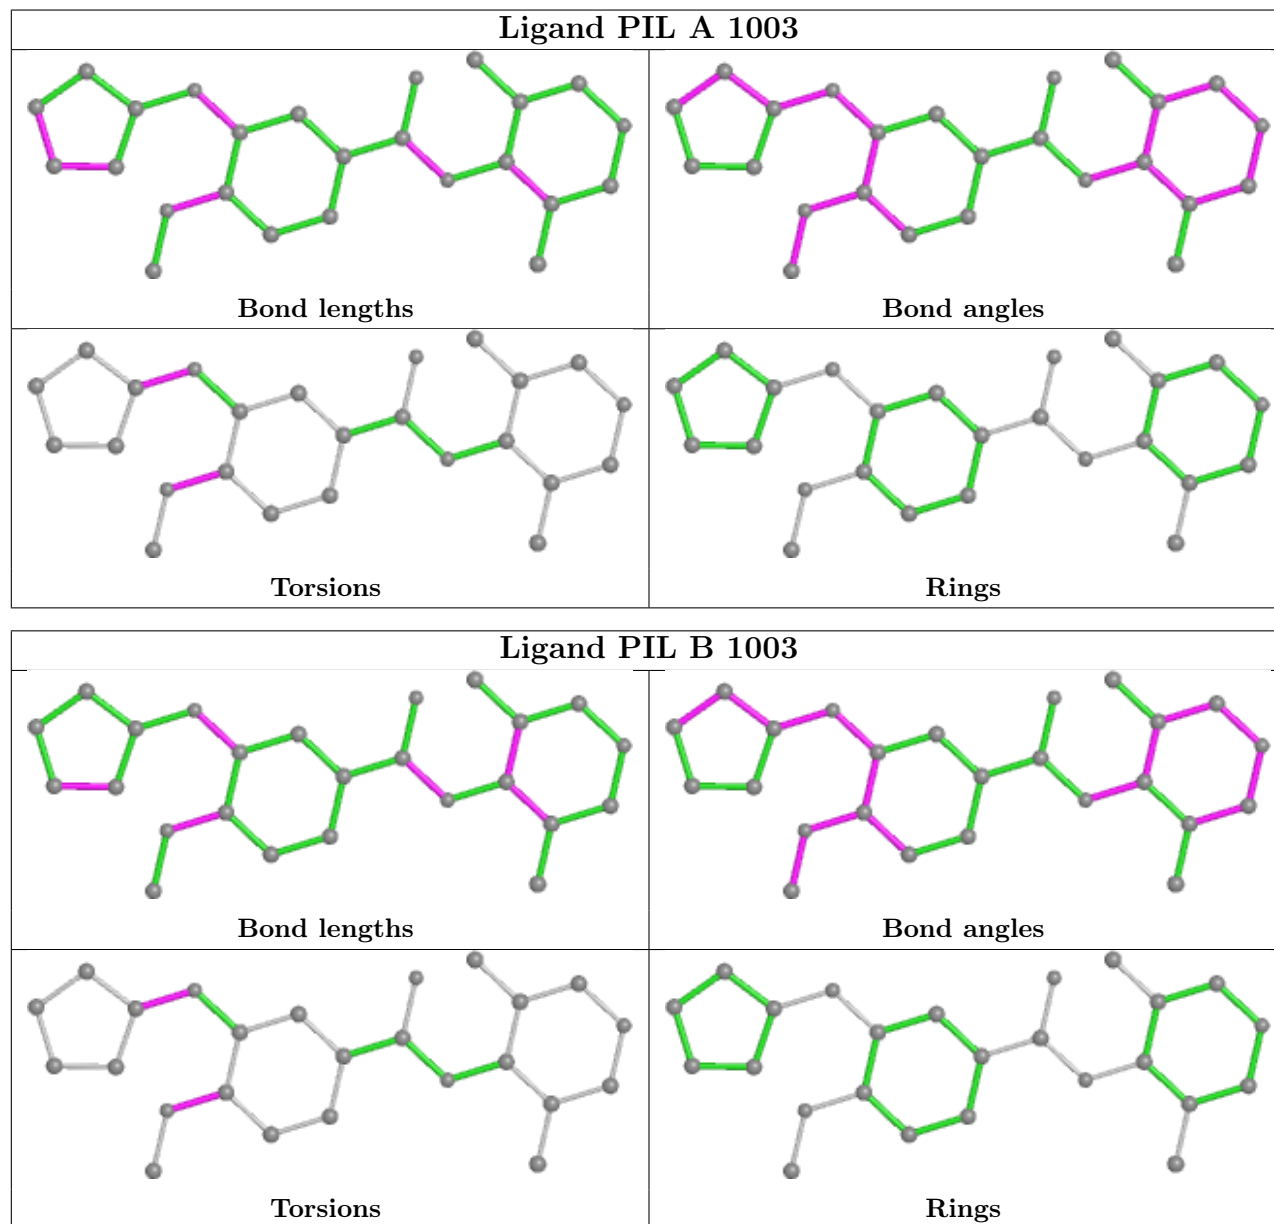 Ligand PIL A 1003
Bond lengths
Bond angles
Torsions
Rings
Ligand PIL B 1003
Bond lengths
Bond angles
Torsions
Rings